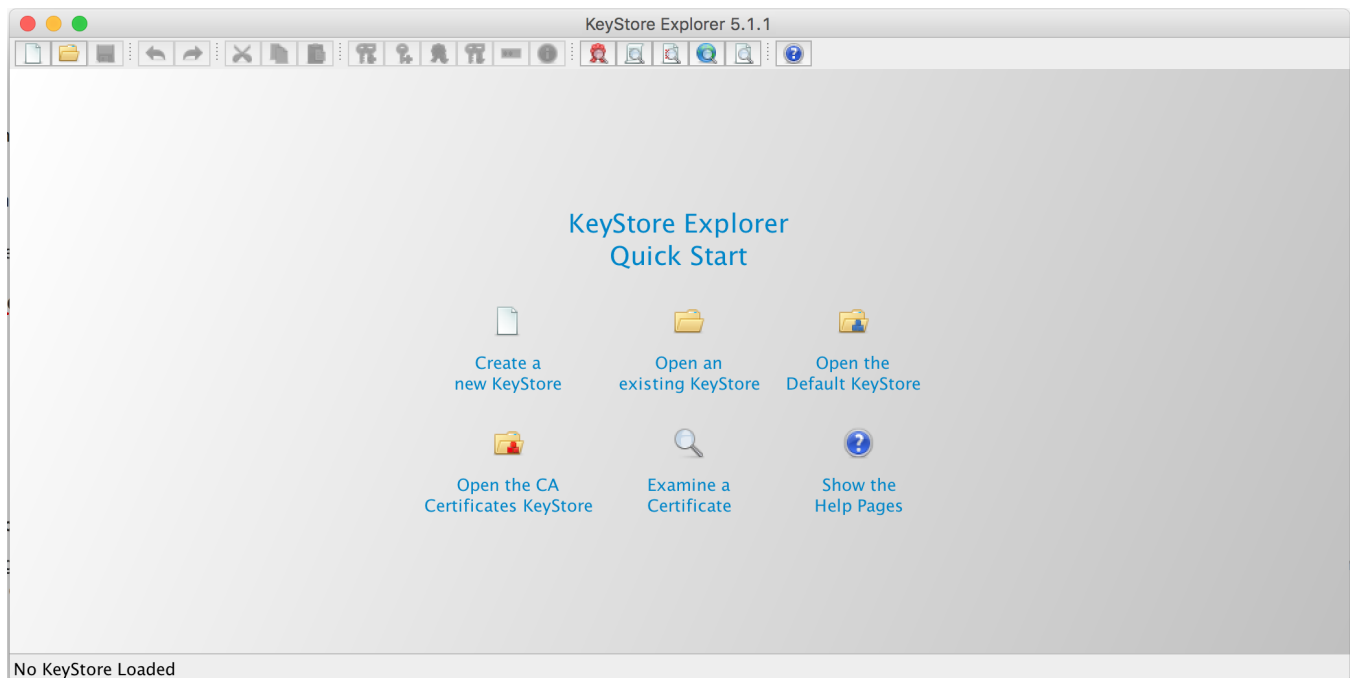 KeyStore Explorer 5.1.1
KeyStore Explorer
Quick Start
Create a
new KeyStore
Open an
existing KeyStore
Open the
Default KeyStore
Open the CA
Certificates KeyStore
Examine a
Certificate
Show the
Help Pages
No KeyStore Loaded